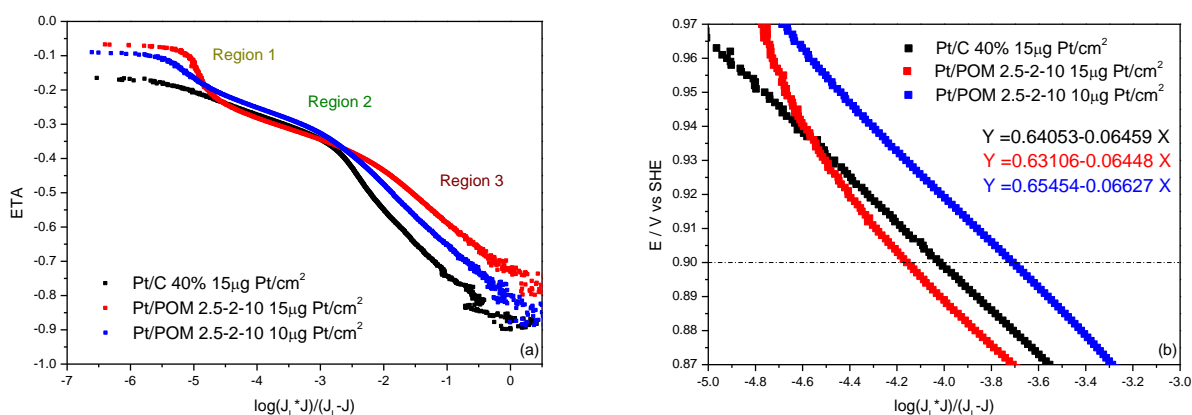 0.0
-0.1
-0.2
-0.3
-0.4
-0.5
-0.6
-0.7
-0.8
-0.9
-1.0
ETA
Region 1
Region 2
Region 3
Pt/C 40% 15μg Pt/cm²
Pt/POM 2.5-2-10 15μg Pt/cm²
Pt/POM 2.5-2-10 10μg Pt/cm²
(a)
-7 -6 -5 -4 -3 -2 -1 0
log(Jₗ*J)/(Jₗ-J)
0.97
0.96
0.95
0.94
0.93
0.92
0.91
0.90
0.89
0.88
0.87
E / V vs SHE
Pt/C 40% 15μg Pt/cm²
Pt/POM 2.5-2-10 15μg Pt/cm²
Pt/POM 2.5-2-10 10μg Pt/cm²
Y =0.64053-0.06459 X
Y =0.63106-0.06448 X
Y =0.65454-0.06627 X
(b)
-5.0 -4.8 -4.6 -4.4 -4.2 -4.0 -3.8 -3.6 -3.4 -3.2 -3.0
log(Jₗ*J)/(Jₗ-J)